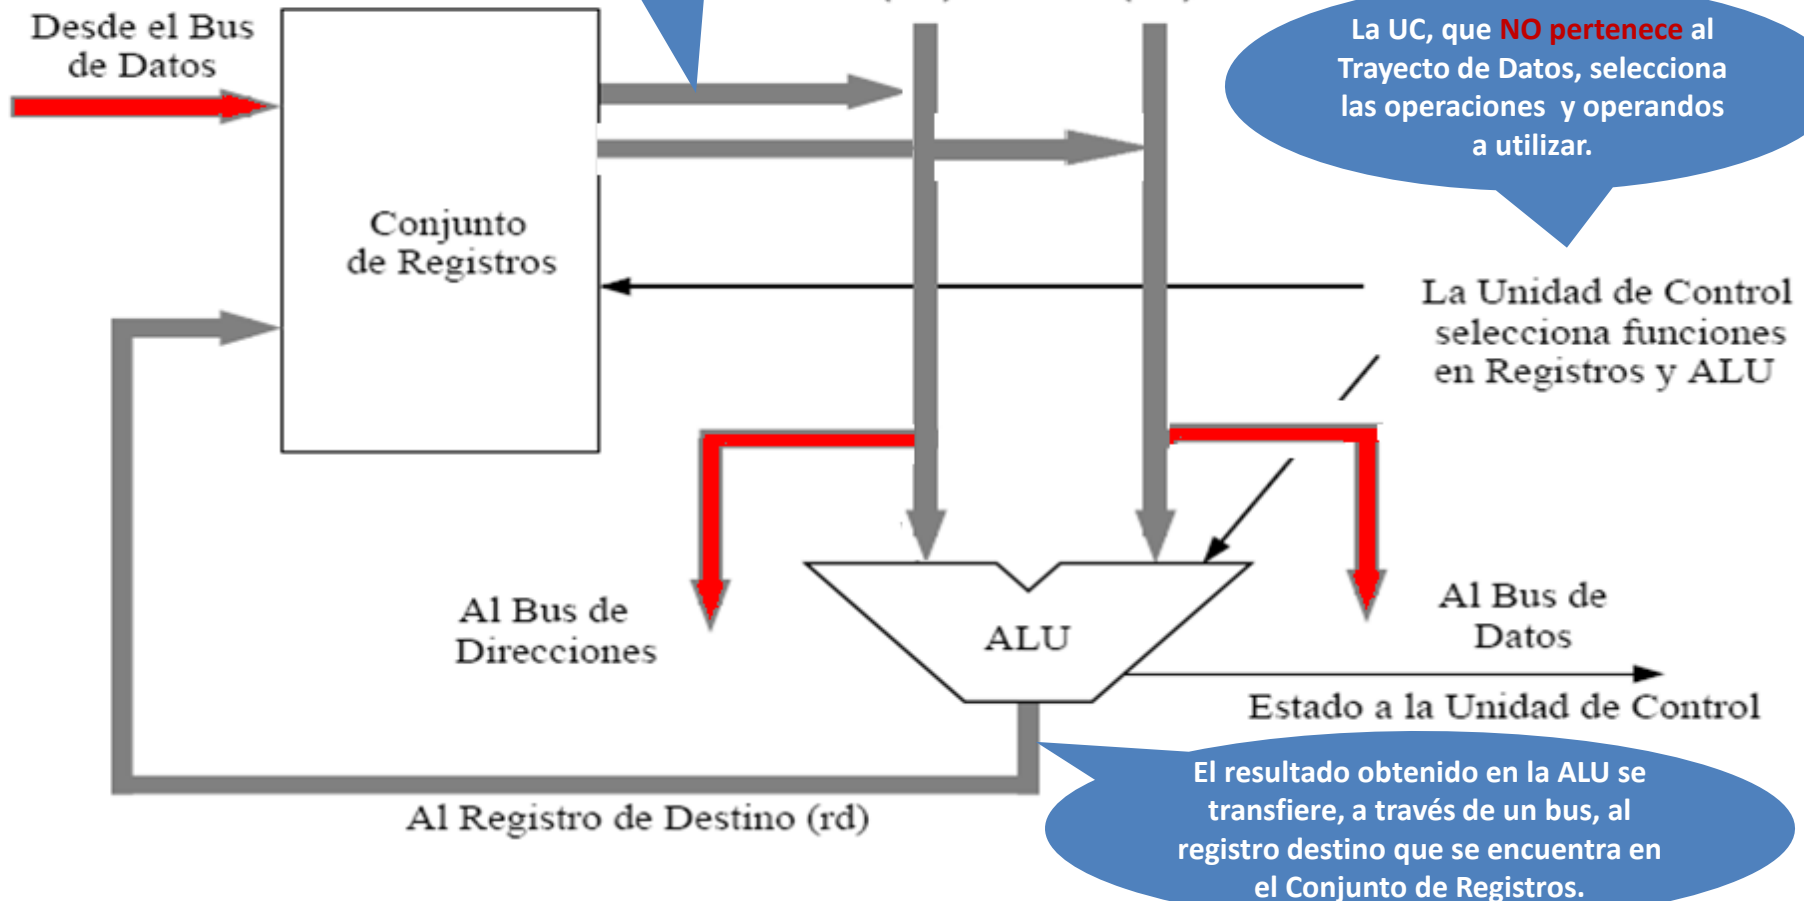 Desde el Bus
de Datos
La UC, que NO pertenece al
Trayecto de Datos, selecciona
las operaciones y operandos
a utilizar.
Conjunto
de Registros
La Unidad de Control
selecciona funciones
en Registros y ALU
Al Bus de
Direcciones
ALU
Al Bus de
Datos
Estado a la Unidad de Control
Al Registro de Destino (rd)
El resultado obtenido en la ALU se
transfiere, a través de un bus, al
registro destino que se encuentra en
el Conjunto de Registros.